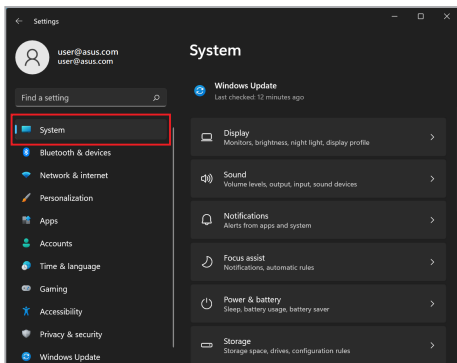 Settings
user@asus.com
user@asus.com
Find a setting
System
Bluetooth & devices
Network & internet
Personalization
Apps
Accounts
Time & language
Gaming
Accessibility
Privacy & security
Windows Update
System
Windows Update
Last checked: 12 minutes ago
Display
Monitors, brightness, night light, display profile
Sound
Volume levels, output, input, sound devices
Notifications
Alerts from apps and system
Focus assist
Notifications, automatic rules
Power & battery
Sleep, battery usage, battery saver
Storage
Storage space, drives, configuration rules